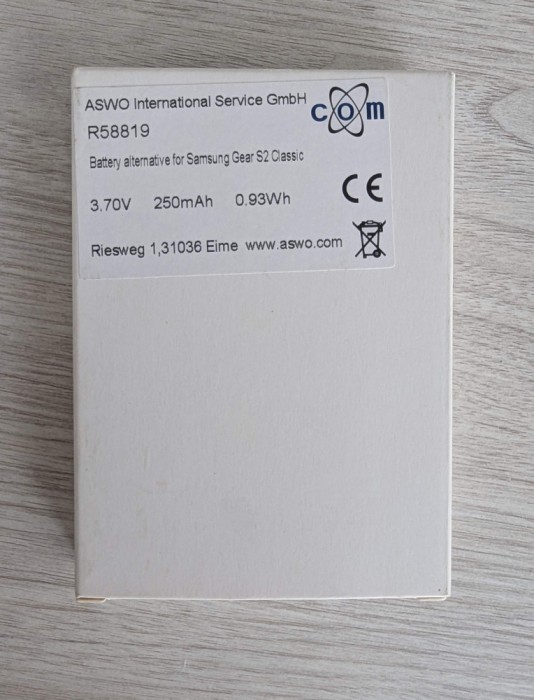 ASWO International Service GmbH
com
R58819
Battery alternative for Samsung Gear S2 Classic
3.70V 250mAh 0.93Wh
CE
Riesweg 1,31036 Eime www.aswo.com